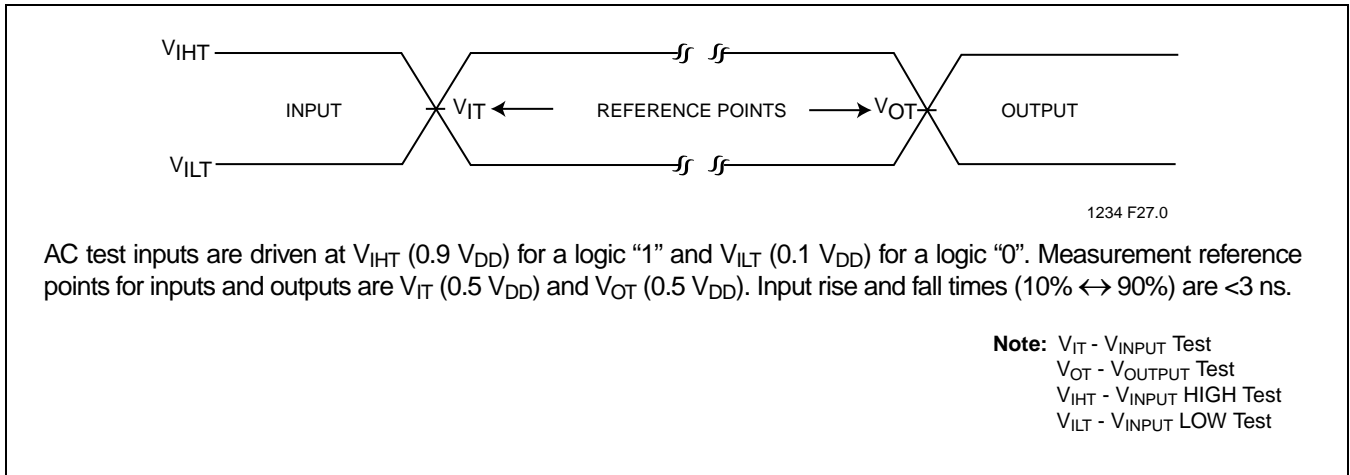 VIHT
INPUT VIT REFERENCE POINTS VOT OUTPUT
VILT
1234 F27.0
AC test inputs are driven at VIHT (0.9 VDD) for a logic “1” and VILT (0.1 VDD) for a logic “0”. Measurement reference
points for inputs and outputs are VIT (0.5 VDD) and VOT (0.5 VDD). Input rise and fall times (10% ↔ 90%) are <3 ns.
Note: VIT - VINPUT Test
VOT - VOUTPUT Test
VIHT - VINPUT HIGH Test
VILT - VINPUT LOW Test